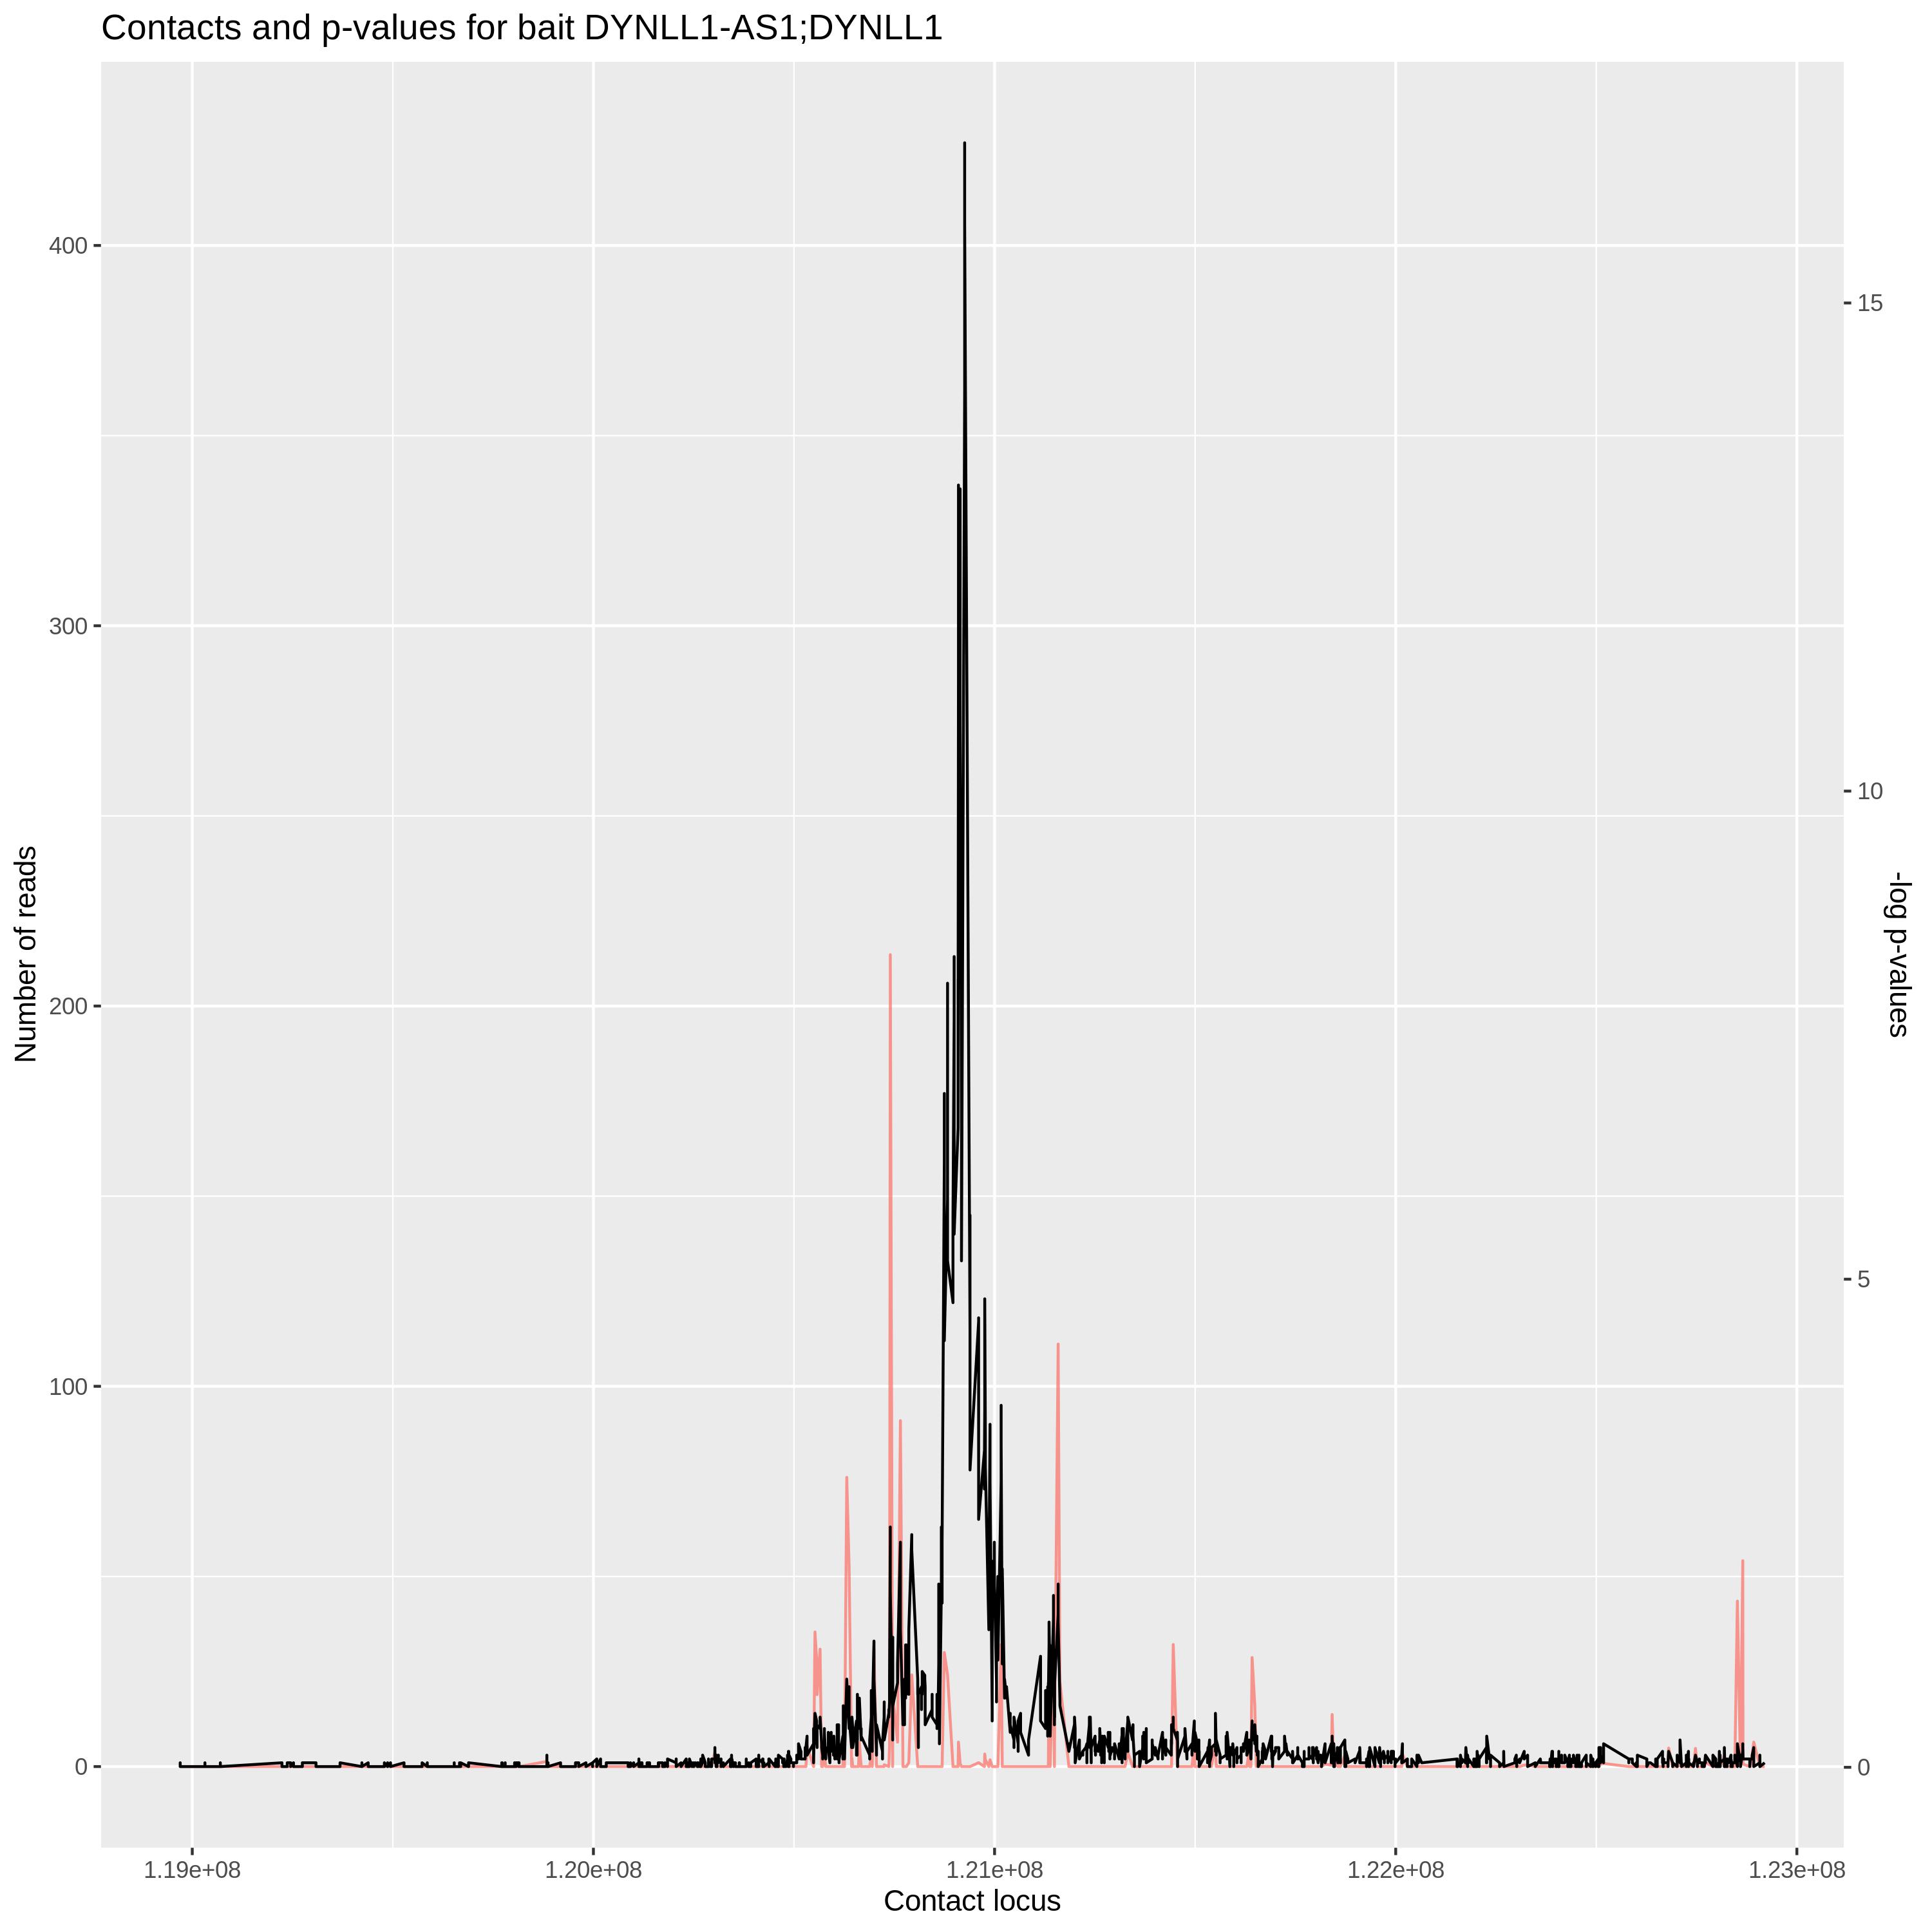 Contacts and p-values for bait DYNLL1-AS1;DYNLL1
400
300
200
100
0
15
10
5
0
Number of reads
-log p-values
1.19e+08
1.20e+08
1.21e+08
1.22e+08
1.23e+08
Contact locus